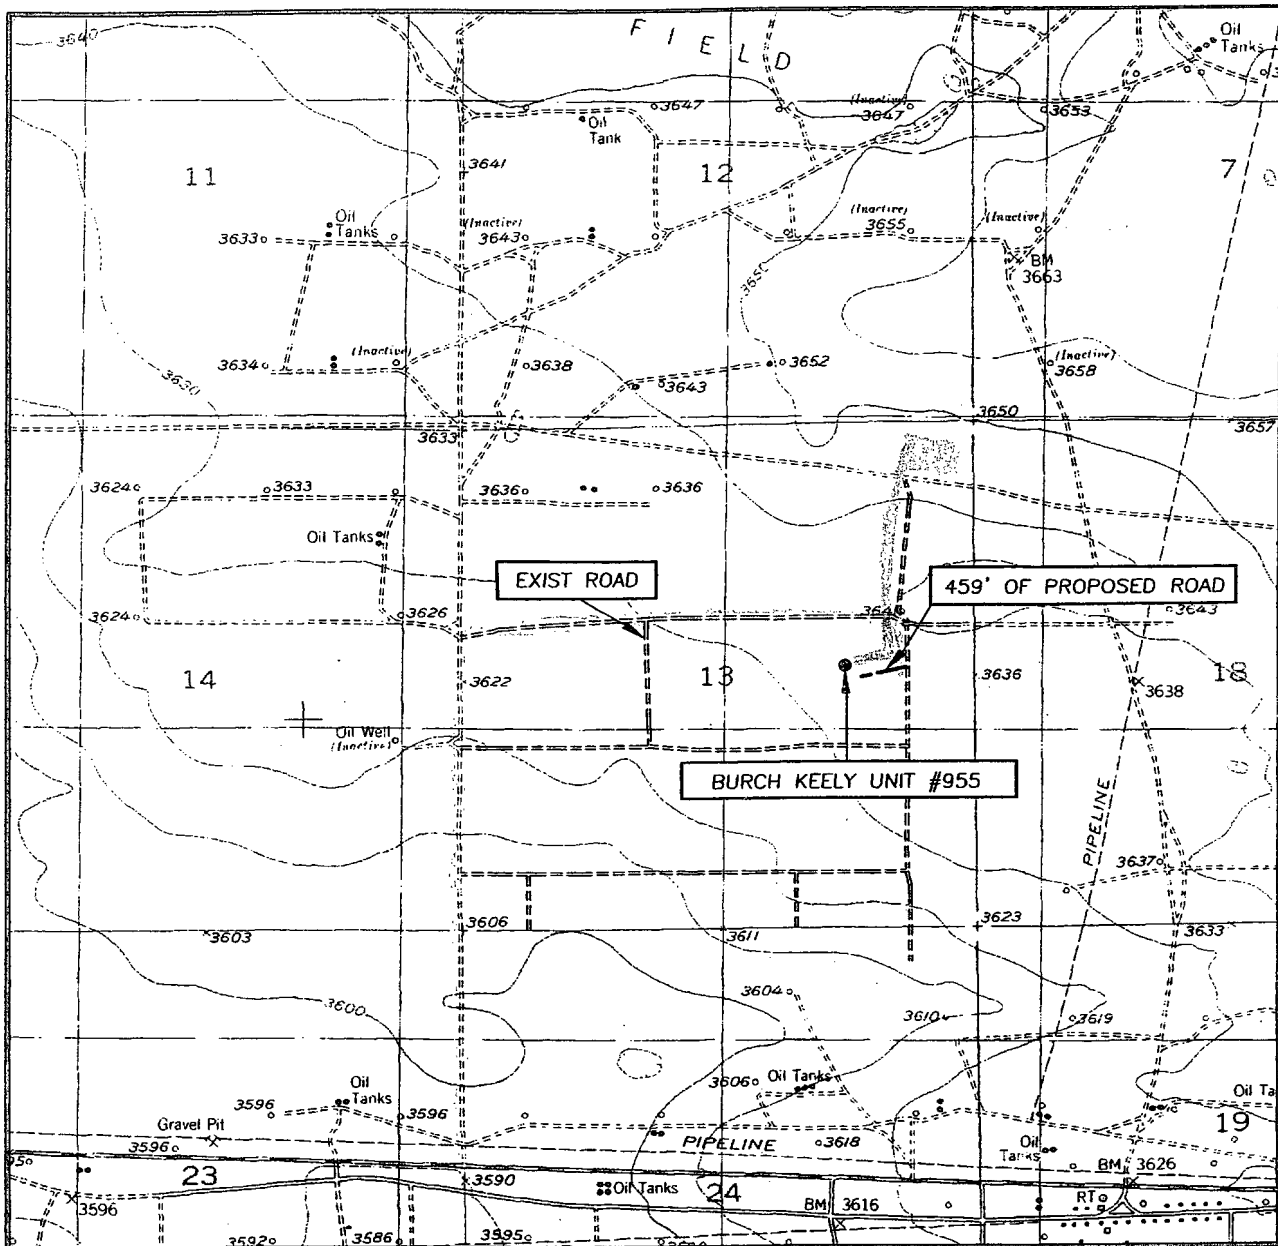 3640
FIELD
Oil
Tanks
3647
(Inactive)
3647
3653
Oil
Tank
3641
11
12
7
Oil
Tanks
3633
(Inactive)
3643
(Inactive)
3655
(Inactive)
BM
3663
3650
3634
(Inactive)
3638
3652
(Inactive)
3658
3643
3630
3650
3633
3657
3624
3633
3636
3636
Oil Tanks
EXIST ROAD
459' OF PROPOSED ROAD
3624
3626
3643
14
3622
13
3636
3638
18
Oil Well
(Inactive)
BURCH KEELY UNIT #955
PIPELINE
3637
3606
3603
3611
3623
3633
3600
3604
3610
3619
Oil
Tanks
3606
Oil Tanks
3596
3596
Gravel Pit
3596
PIPELINE
3618
19
Oil
Tanks
BM 3626
23
3590
Oil Tanks
24
3596
BM 3616
RT
3592
3586
3595